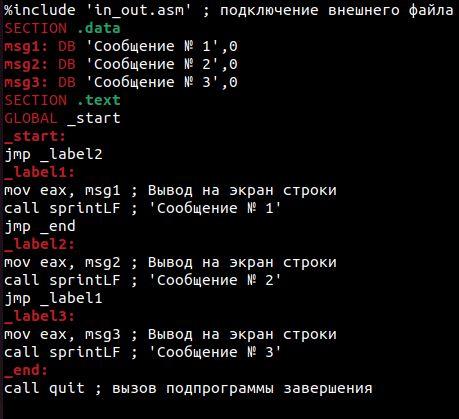 %include 'in_out.asm' ; подключение внешнего файла
SECTION .data
msg1: DB 'Сообщение № 1',0
msg2: DB 'Сообщение № 2',0
msg3: DB 'Сообщение № 3',0
SECTION .text
GLOBAL _start
_start:
jmp _label2
_label1:
mov eax, msg1 ; Вывод на экран строки
call sprintLF ; 'Сообщение № 1'
jmp _end
_label2:
mov eax, msg2 ; Вывод на экран строки
call sprintLF ; 'Сообщение № 2'
jmp _label1
_label3:
mov eax, msg3 ; Вывод на экран строки
call sprintLF ; 'Сообщение № 3'
_end:
call quit ; вызов подпрограммы завершения